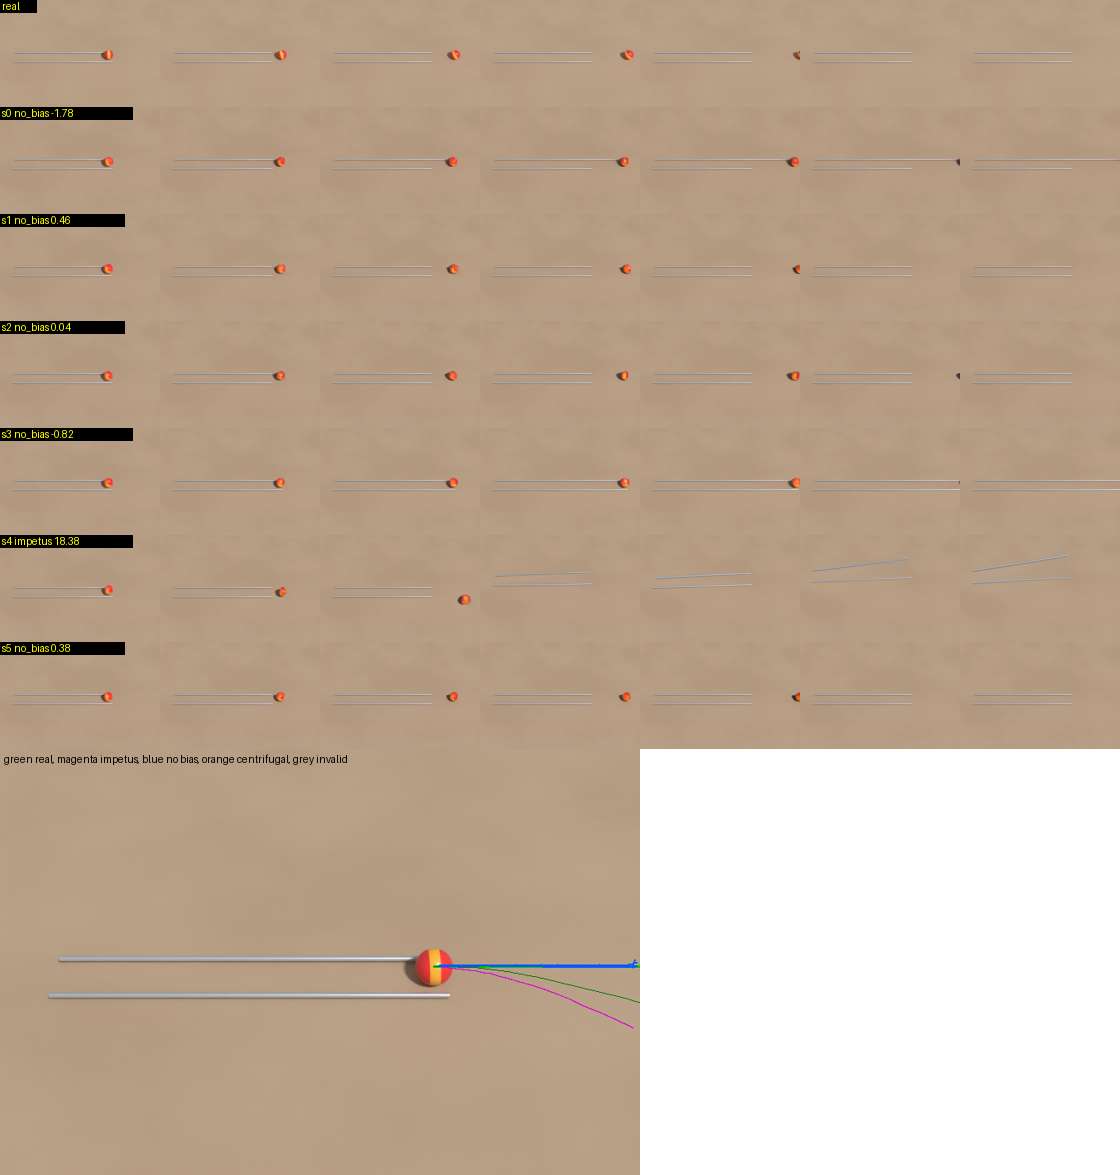 real
s0 no_bias -1.78
s1 no_bias 0.46
s2 no_bias 0.04
s3 no_bias -0.82
s4 impetus 18.38
s5 no_bias 0.38
green real, magenta impetus, blue no bias, orange centrifugal, grey invalid